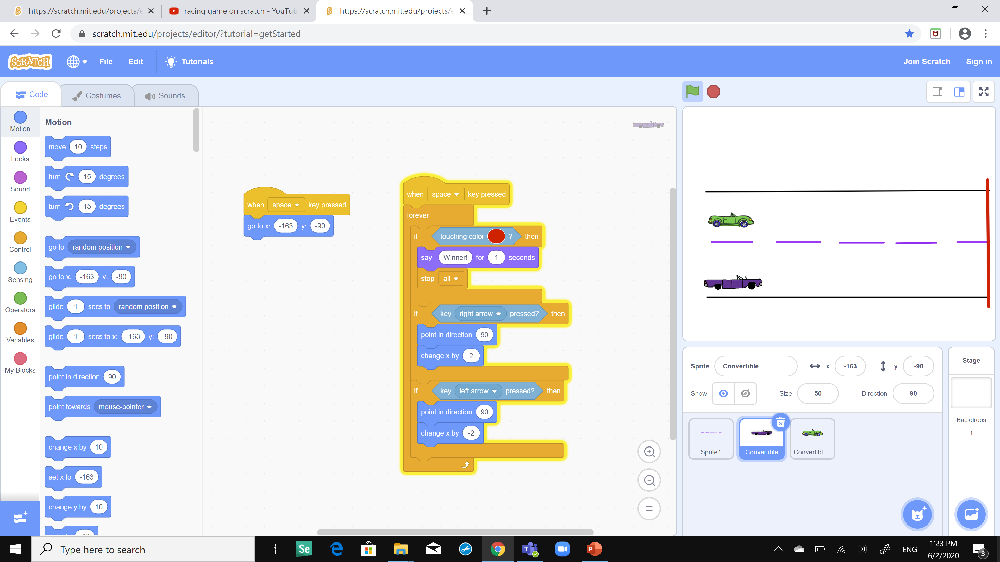 https://scratch.mit.edu/projects/e
racing game on scratch - YouTub
https://scratch.mit.edu/projects/e
scratch.mit.edu/projects/editor/?tutorial=getStarted
SCRATCH
File
Edit
Tutorials
Join Scratch
Sign in
Code
Costumes
Sounds
Motion
Looks
Sound
Events
Control
Sensing
Operators
Variables
My Blocks
Motion
move 10 steps
turn 15 degrees
turn 15 degrees
go to random position
go to x: -163 y: -90
glide 1 secs to random position
glide 1 secs to x: -163 y: -90
point in direction 90
point towards mouse-pointer
change x by 10
set x to -163
change y by 10
when space key pressed
go to x: -163 y: -90
when space key pressed
forever
if touching color ? then
say Winner! for 1 seconds
stop all
if key right arrow pressed? then
point in direction 90
change x by 2
if key left arrow pressed? then
point in direction 90
change x by -2
Sprite Convertible x -163 y -90
Show Size 50 Direction 90
Sprite1
Convertible
Convertibl...
Stage
Backdrops
1
Type here to search
Se
T
P
ENG
1:23 PM
6/2/2020
3